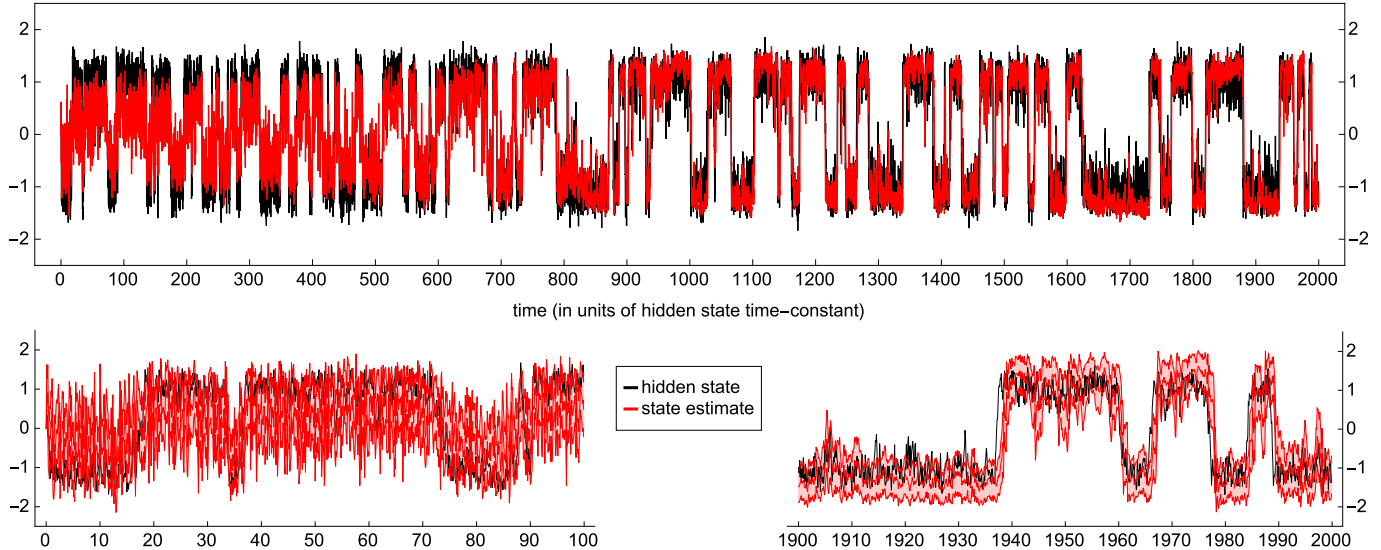 2 2
1 1
0 0
−1 −1
−2 −2
0 100 200 300 400 500 600 700 800 900 1000 1100 1200 1300 1400 1500 1600 1700 1800 1900 2000
time (in units of hidden state time−constant)
2 2
1 1
0 0
−1 −1
−2 −2
hidden state
state estimate
0 10 20 30 40 50 60 70 80 90 100
1900 1910 1920 1930 1940 1950 1960 1970 1980 1990 2000